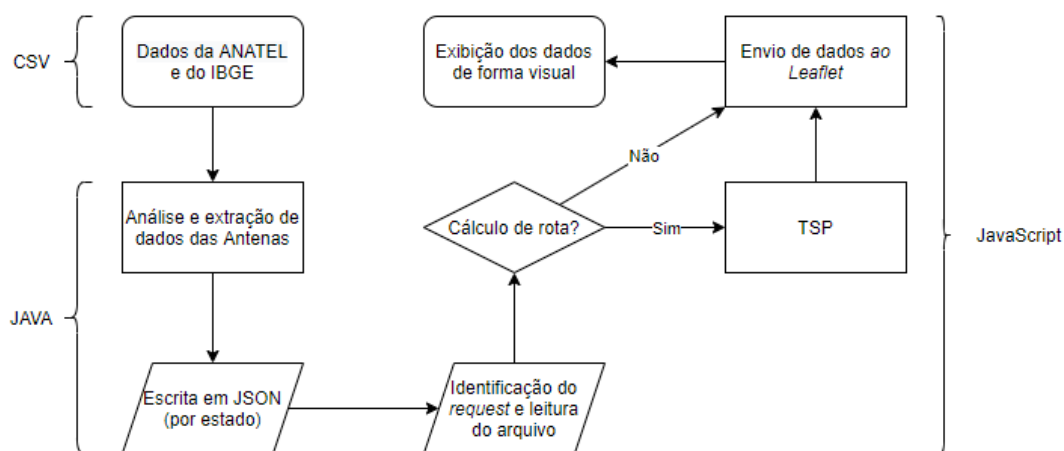 CSV
Dados da ANATEL
e do IBGE
Exibição dos dados
de forma visual
Envio de dados ao
Leaflet
Não
JAVA
Análise e extração de
dados das Antenas
Cálculo de rota?
Sim
TSP
JavaScript
Escrita em JSON
(por estado)
Identificação do
request e leitura
do arquivo